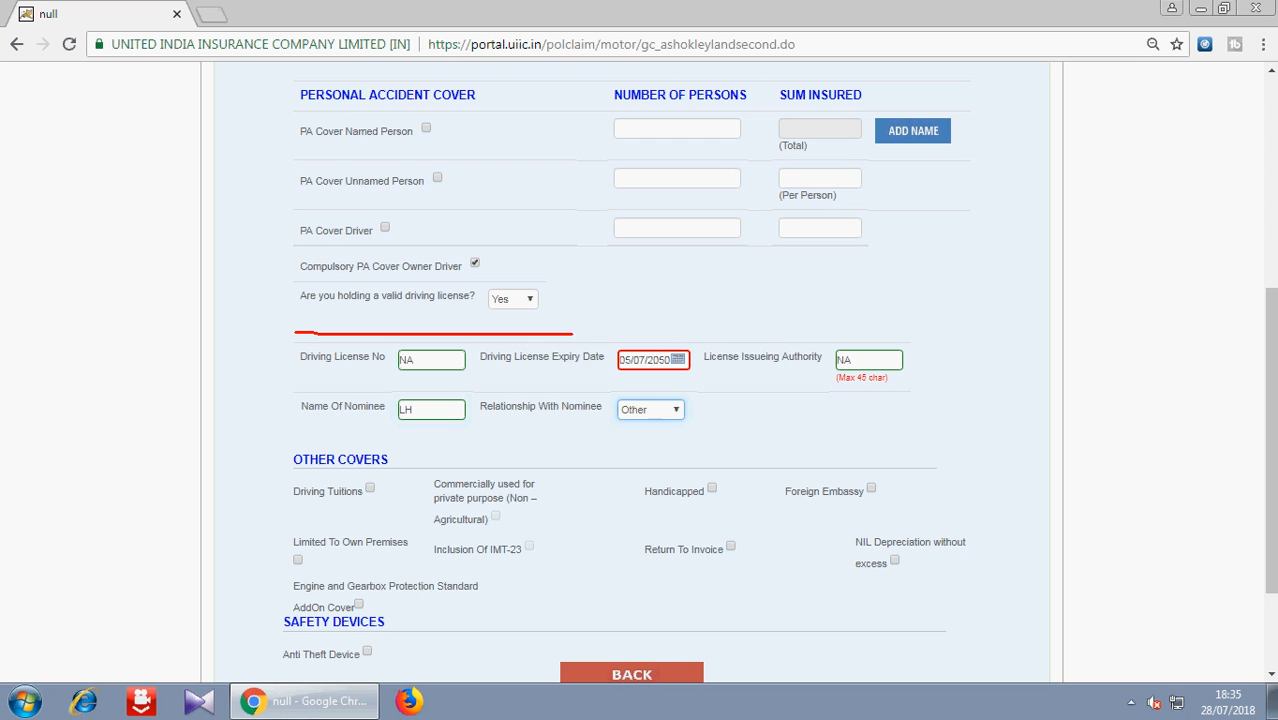 null
UNITED INDIA INSURANCE COMPANY LIMITED [IN] https://portal.uiic.in/polclaim/motor/gc_ashokleylandsecond.do
PERSONAL ACCIDENT COVER NUMBER OF PERSONS SUM INSURED
PA Cover Named Person ADD NAME
(Total)
PA Cover Unnamed Person
(Per Person)
PA Cover Driver
Compulsory PA Cover Owner Driver
Are you holding a valid driving license? Yes
Driving License No NA Driving License Expiry Date 05/07/2050 License Issueing Authority NA
(Max 45 char)
Name Of Nominee LH Relationship With Nominee Other
OTHER COVERS
Driving Tuitions Commercially used for private purpose (Non – Agricultural) Handicapped Foreign Embassy
Limited To Own Premises Inclusion Of IMT-23 Return To Invoice NIL Depreciation without excess
Engine and Gearbox Protection Standard
AddOn Cover
SAFETY DEVICES
Anti Theft Device
BACK
null - Google Chr... 18:35
28/07/2018